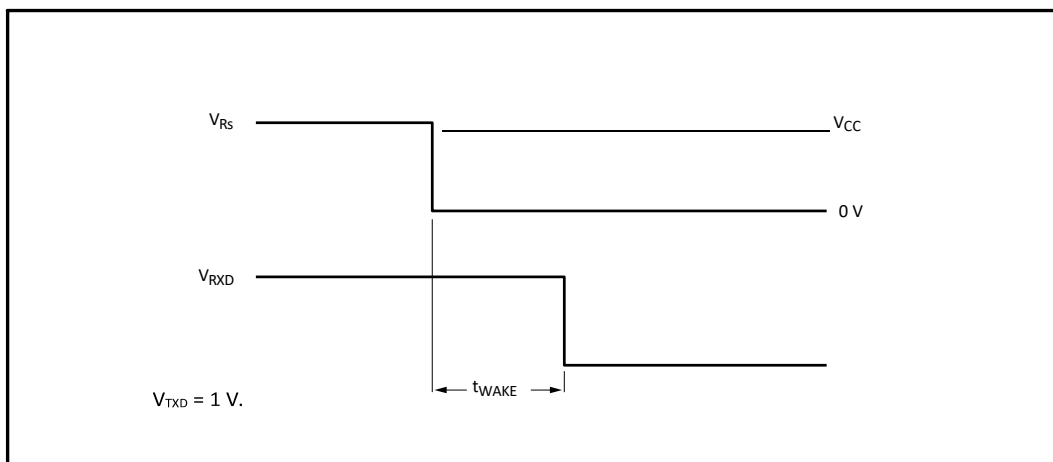 VRs
VCC
0 V
VRXD
tWAKE
VTXD = 1 V.